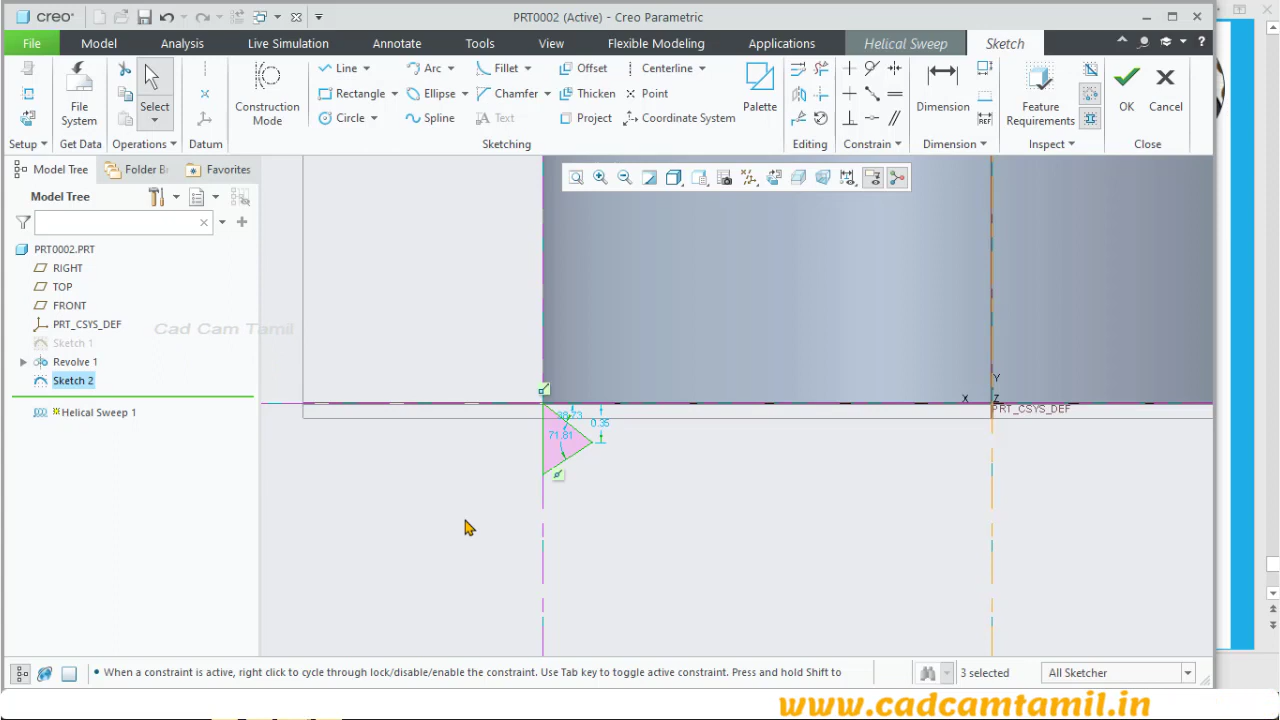 creo®
PRT0002 (Active) - Creo Parametric
File
Model
Analysis
Live Simulation
Annotate
Tools
View
Flexible Modeling
Applications
Helical Sweep
Sketch
File System
Select
Construction Mode
Line
Arc
Fillet
Offset
Centerline
Rectangle
Ellipse
Chamfer
Thicken
Point
Circle
Spline
Text
Project
Coordinate System
Palette
Dimension
Feature Requirements
OK
Cancel
Setup
Get Data
Operations
Datum
Sketching
Editing
Constrain
Dimension
Inspect
Close
Model Tree
Folder B
Favorites
Model Tree
PRT0002.PRT
RIGHT
TOP
FRONT
PRT_CSYS_DEF
Sketch 1
Revolve 1
Sketch 2
Helical Sweep 1
Cad Cam Tamil
0.35
71.81
Y
X
Z
PRT_CSYS_DEF
• When a constraint is active, right click to cycle through lock/disable/enable the constraint. Use Tab key to toggle active constraint. Press and hold Shift to
3 selected
All Sketcher
www.cadcamtamil.in